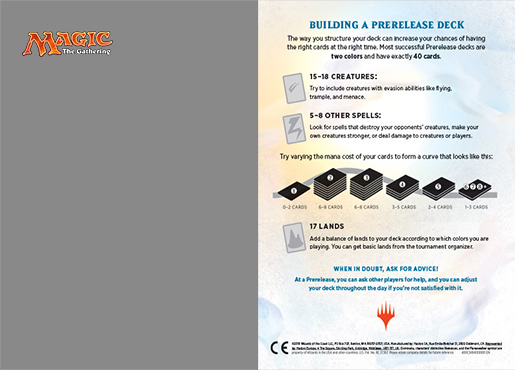 MAGIC
The Gathering
BUILDING A PRERELEASE DECK
The way you structure your deck can increase your chances of having
the right cards at the right time. Most successful Prerelease decks are
two colors and have exactly 40 cards.
15–18 CREATURES:
Try to include creatures with evasion abilities like flying,
trample, and menace.
5–8 OTHER SPELLS:
Look for spells that destroy your opponents' creatures, make your
own creatures stronger, or deal damage to creatures or players.
Try varying the mana cost of your cards to form a curve that looks like this:
1 2 3 4 5 6 7 8+
0–2 CARDS 6–8 CARDS 6–8 CARDS 3–5 CARDS 2–4 CARDS 1–3 CARDS
17 LANDS
Add a balance of lands to your deck according to which colors you are
playing. You can get basic lands from the tournament organizer.
WHEN IN DOUBT, ASK FOR ADVICE!
At a Prerelease, you can ask other players for help, and you can adjust
your deck throughout the day if you're not satisfied with it.
CE